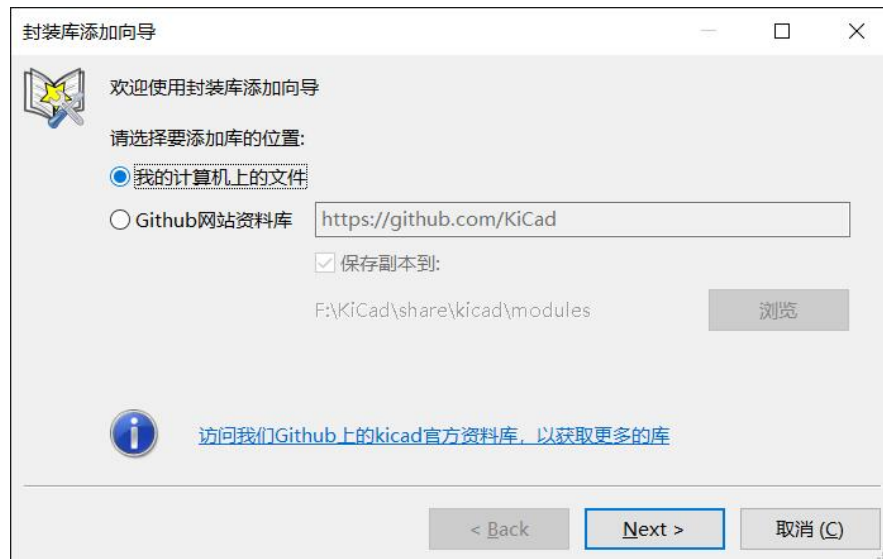 封装库添加向导
欢迎使用封装库添加向导
请选择要添加库的位置:
我的计算机上的文件
Github网站资料库 https://github.com/KiCad
保存副本到:
F:\KiCad\share\kicad\modules 浏览
访问我们Github上的kicad官方资料库，以获取更多的库
< Back Next > 取消 (C)